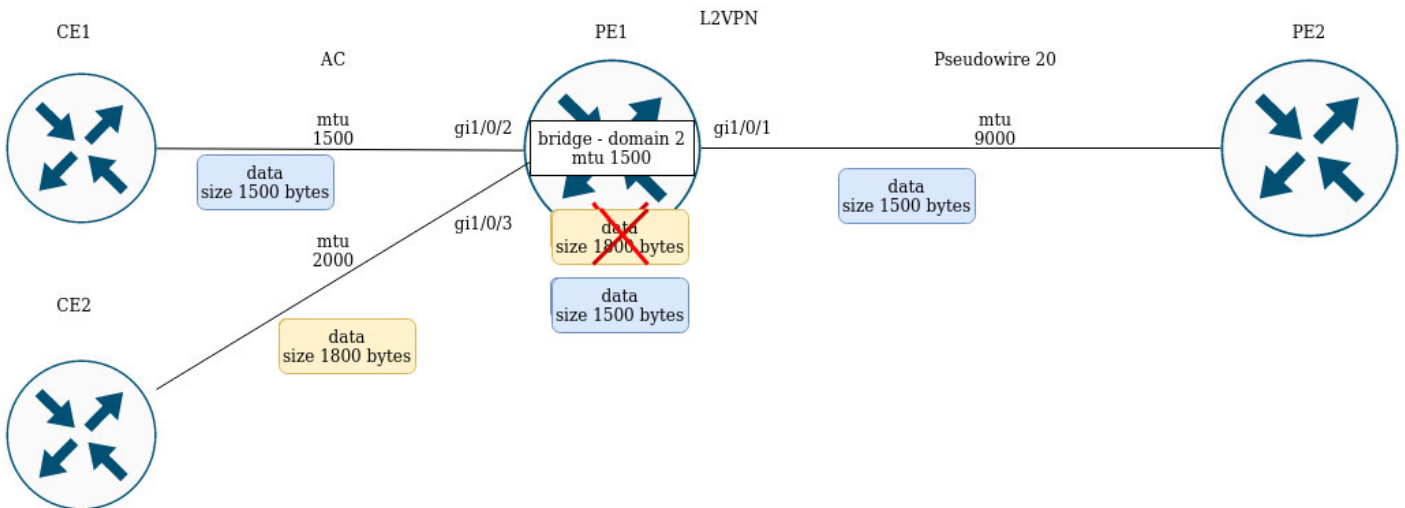 L2VPN
CE1
PE1
PE2
AC
Pseudowire 20
mtu
1500
gi1/0/2
bridge - domain 2
mtu 1500
gi1/0/1
mtu
9000
data
size 1500 bytes
data
size 1500 bytes
gi1/0/3
data
size 1800 bytes
mtu
2000
data
size 1500 bytes
CE2
data
size 1800 bytes